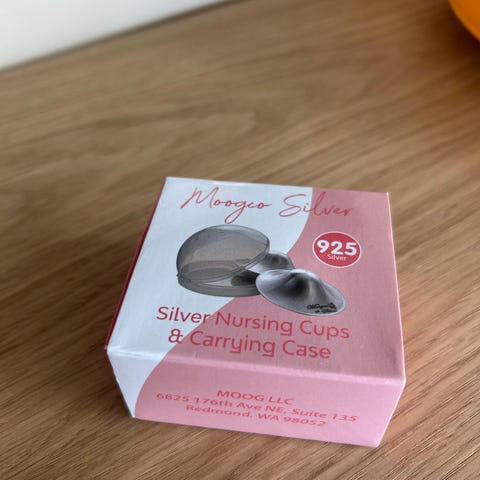 Moogco Silver
925
Silver
Silver Nursing Cups
& Carrying Case
MOOG LLC
6825 176th Ave NE, Suite 135
Redmond, WA 98052